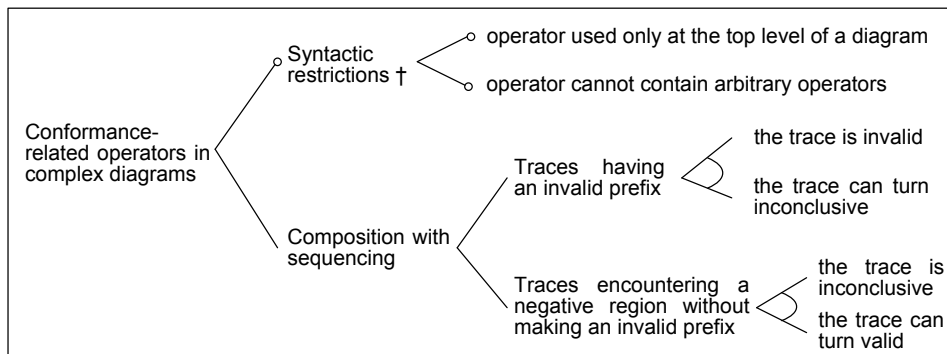 Conformance-
related operators in
complex diagrams
Syntactic
restrictions †
operator used only at the top level of a diagram
operator cannot contain arbitrary operators
Composition with
sequencing
Traces having
an invalid prefix
the trace is invalid
the trace can turn
inconclusive
Traces encountering a
negative region without
making an invalid prefix
the trace is
inconclusive
the trace can
turn valid